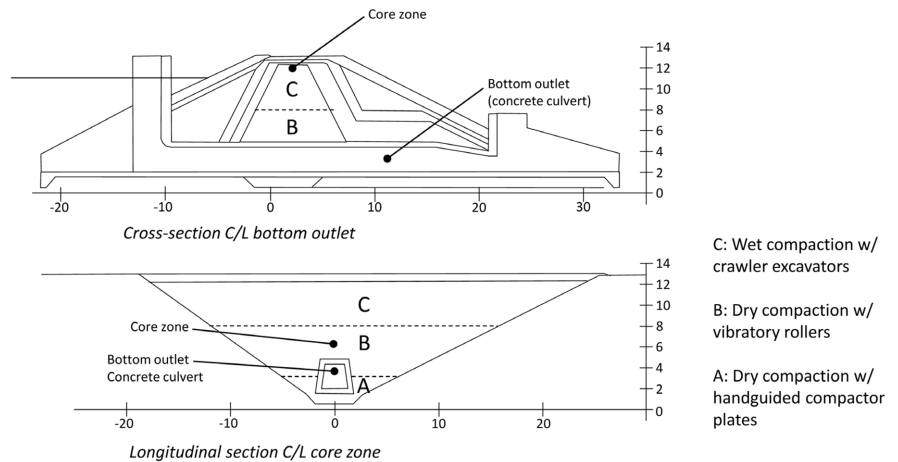 Core zone
C
B
Bottom outlet
(concrete culvert)
14
12
10
8
6
4
2
0
-20
-10
0
10
20
30
Cross-section C/L bottom outlet
C: Wet compaction w/
crawler excavators
B: Dry compaction w/
vibratory rollers
A: Dry compaction w/
handguided compactor
plates
C
Core zone
B
Bottom outlet
Concrete culvert
A
14
12
10
8
6
4
2
0
-20
-10
0
10
20
Longitudinal section C/L core zone